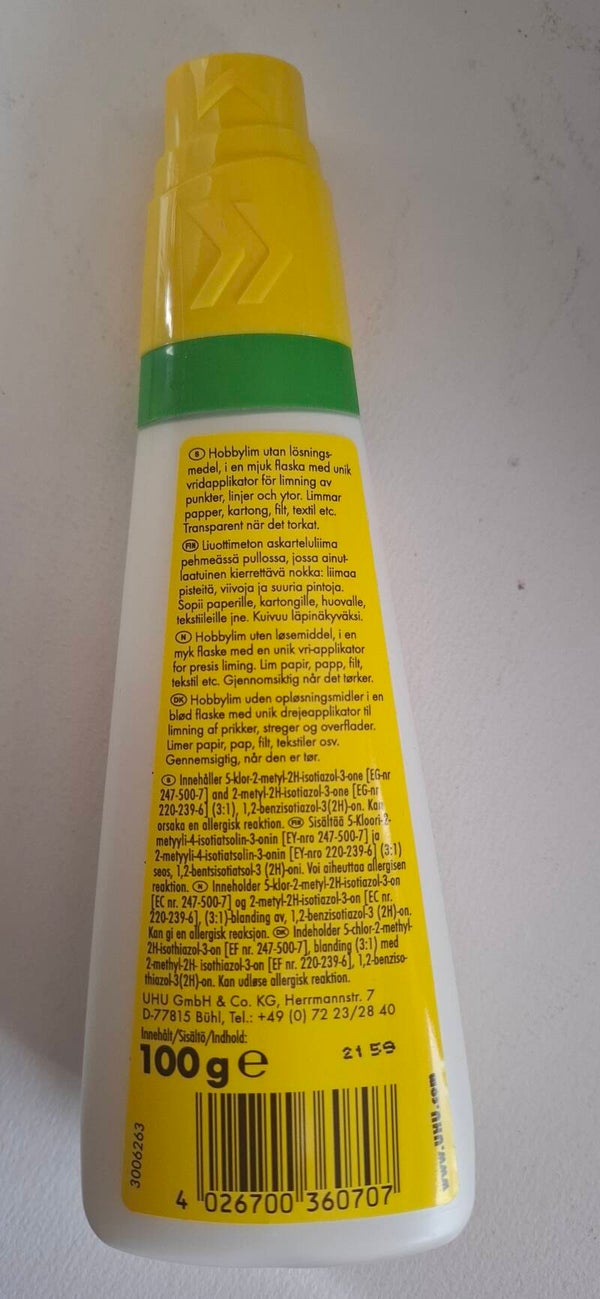 S Hobbylim utan lösnings-
medel, i en mjuk flaska med unik
vridapplikator för limning av
punkter, linjer och ytor. Limmar
papper, kartong, filt, textil etc.
Transparent när det torkat.
FIN Liuottimeton askarteluliima
pehmeässä pullossa, jossa ainut-
laatuinen kierrettävä nokka: liimaa
pisteitä, viivoja ja suuria pintoja.
Sopii paperille, kartongille, huovalle,
tekstiileille jne. Kuivuu läpinäkyväksi.
N Hobbylim uten løsemiddel, i en
myk flaske med en unik vri-applikator
for presis liming. Lim papir, papp, filt,
tekstil etc. Gjennomsiktig når det tørker.
DK Hobbylim uden opløsningsmidler i en
blød flaske med unik drejeapplikator til
limning af prikker, streger og overflader.
Limer papir, pap, filt, tekstiler osv.
Gennemsigtig, når den er tør.
S Innehåller 5-klor-2-metyl-2H-isotiazol-3-one [EG-nr
247-500-7] and 2-metyl-2H-isotiazol-3-one [EG-nr
220-239-6] (3:1), 1,2-benzisotiazol-3(2H)-on. Kan
orsaka en allergisk reaktion. FIN Sisältää 5-Kloori-2-
metyyli-4-isotiatsolin-3-onin [EY-nro 247-500-7] ja
2-metyyli-4-isotiatsolin-3-onin [EY-nro 220-239-6] (3:1)
seos, 1,2-bentsisotiatsol-3 (2H)-oni. Voi aiheuttaa allergisen
reaktion. N Inneholder 5-klor-2-metyl-2H-isotiazol-3-on
[EC nr. 247-500-7] og 2-metyl-2H-isotiazol-3-on [EC nr.
220-239-6], (3:1)-blanding av, 1,2-benzisotiazol-3 (2H)-on.
Kan gi en allergisk reaksjon. DK Indeholder 5-chlor-2-methyl-
2H-isothiazol-3-on [EF nr. 247-500-7], blanding (3:1) med
2-methyl-2H- isothiazol-3-on [EF nr. 220-239-6], 1,2-benziso-
thiazol-3(2H)-on. Kan udløse allergisk reaktion.
UHU GmbH & Co. KG, Herrmannstr. 7
D-77815 Bühl, Tel.: +49 (0) 72 23/28 40
Innehåll/Sisältö/Indhold:
100 g e
21 59
3006263
www.UHU.com
4 026700 360707